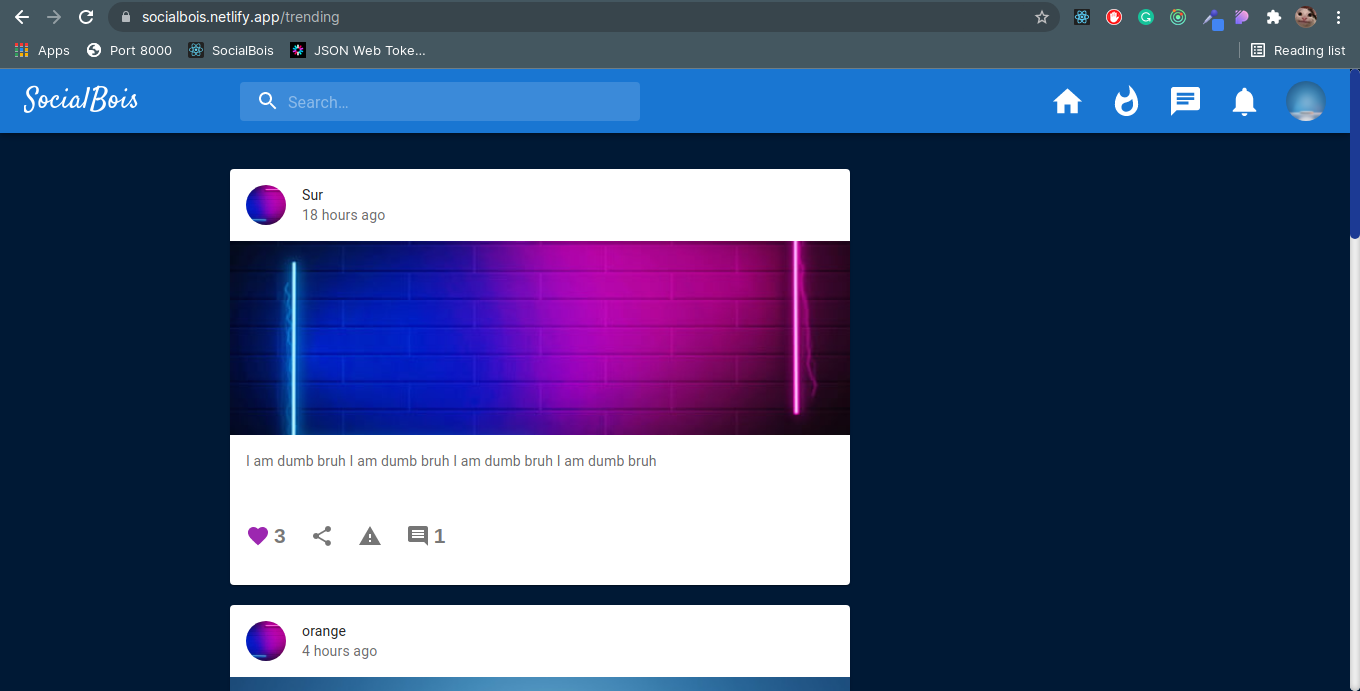 socialbois.netlify.app/trending
Apps Port 8000 SocialBois JSON Web Toke... Reading list
SocialBois Search...
Sur
18 hours ago
I am dumb bruh I am dumb bruh I am dumb bruh I am dumb bruh
3 1
orange
4 hours ago